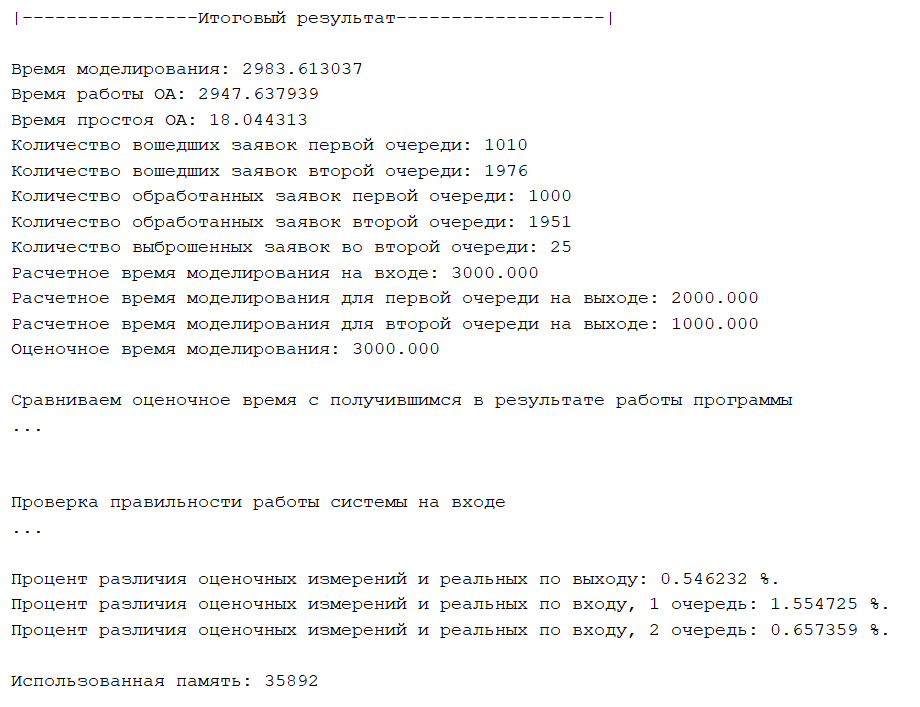 |----------------Итоговый результат-------------------|
Время моделирования: 2983.613037
Время работы ОА: 2947.637939
Время простоя ОА: 18.044313
Количество вошедших заявок первой очереди: 1010
Количество вошедших заявок второй очереди: 1976
Количество обработанных заявок первой очереди: 1000
Количество обработанных заявок второй очереди: 1951
Количество выброшенных заявок во второй очереди: 25
Расчетное время моделирования на входе: 3000.000
Расчетное время моделирования для первой очереди на выходе: 2000.000
Расчетное время моделирования для второй очереди на выходе: 1000.000
Оценочное время моделирования: 3000.000
Сравниваем оценочное время с получившимся в результате работы программы
...
Проверка правильности работы системы на входе
...
Процент различия оценочных измерений и реальных по выходу: 0.546232 %.
Процент различия оценочных измерений и реальных по входу, 1 очередь: 1.554725 %.
Процент различия оценочных измерений и реальных по входу, 2 очередь: 0.657359 %.
Использованная память: 35892